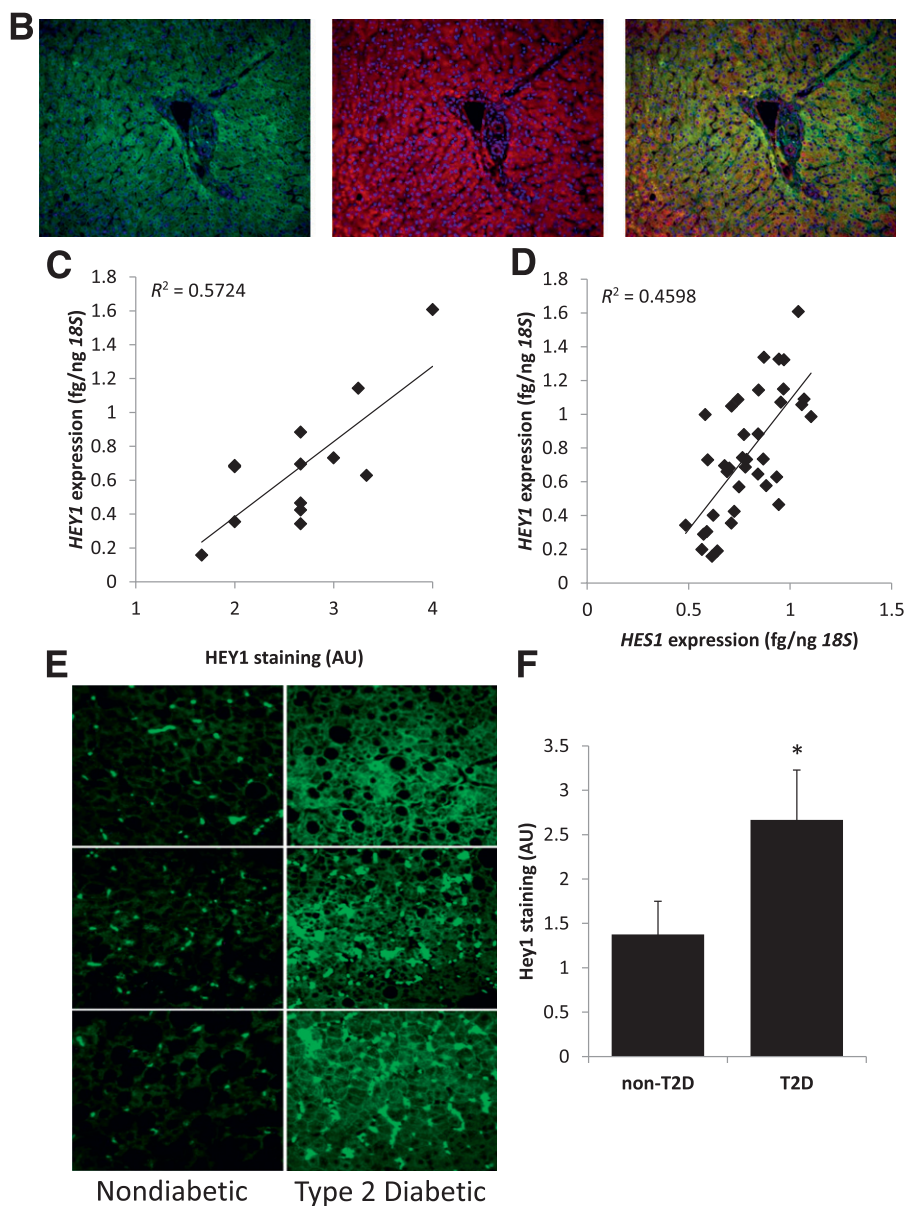 B
C
R² = 0.5724
HEY1 expression (fg/ng 18S)
1.8
1.6
1.4
1.2
1
0.8
0.6
0.4
0.2
0
1
2
3
4
HEY1 staining (AU)
D
R² = 0.4598
HEY1 expression (fg/ng 18S)
1.8
1.6
1.4
1.2
1
0.8
0.6
0.4
0.2
0
0
0.5
1
1.5
HES1 expression (fg/ng 18S)
E
Nondiabetic
Type 2 Diabetic
F
Hey1 staining (AU)
3.5
3
2.5
2
1.5
1
0.5
0
*
non-T2D
T2D